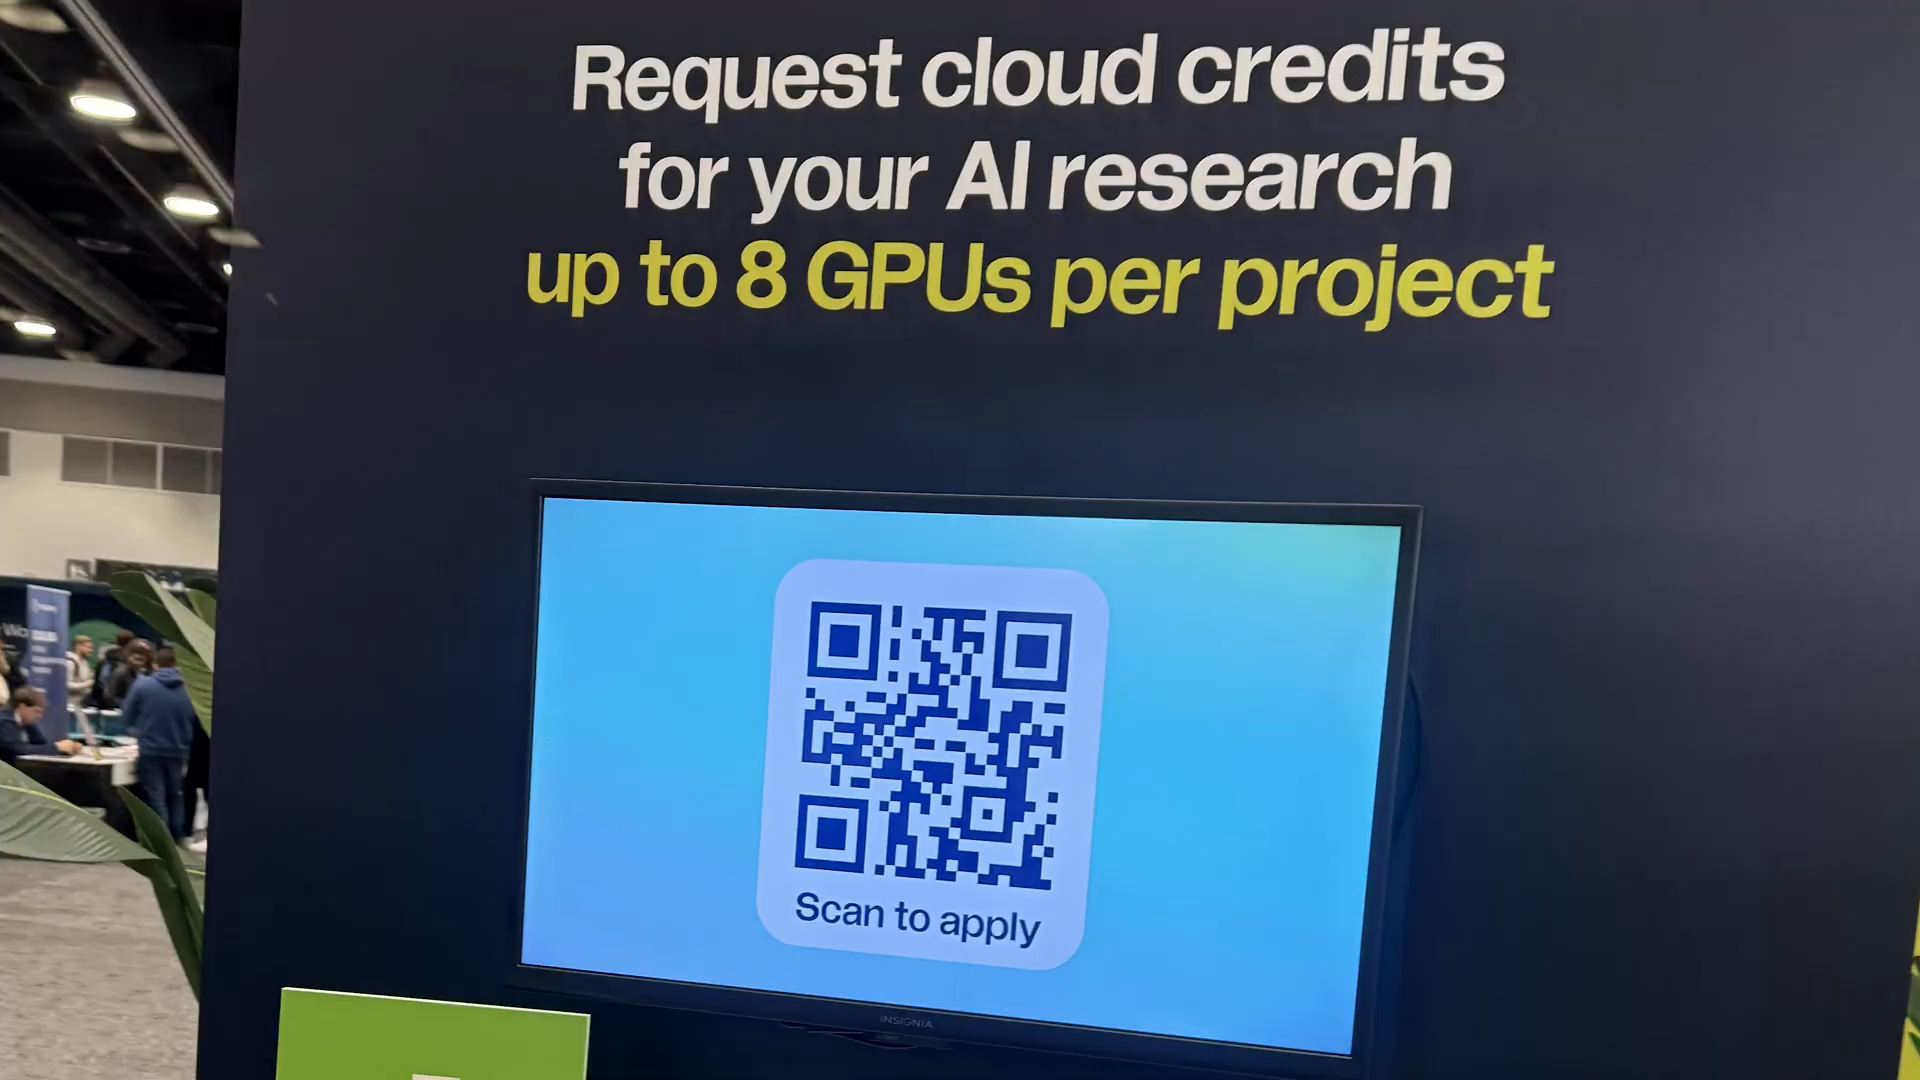 Request cloud credits
for your AI research
up to 8 GPUs per project
Scan to apply
INSIGNIA